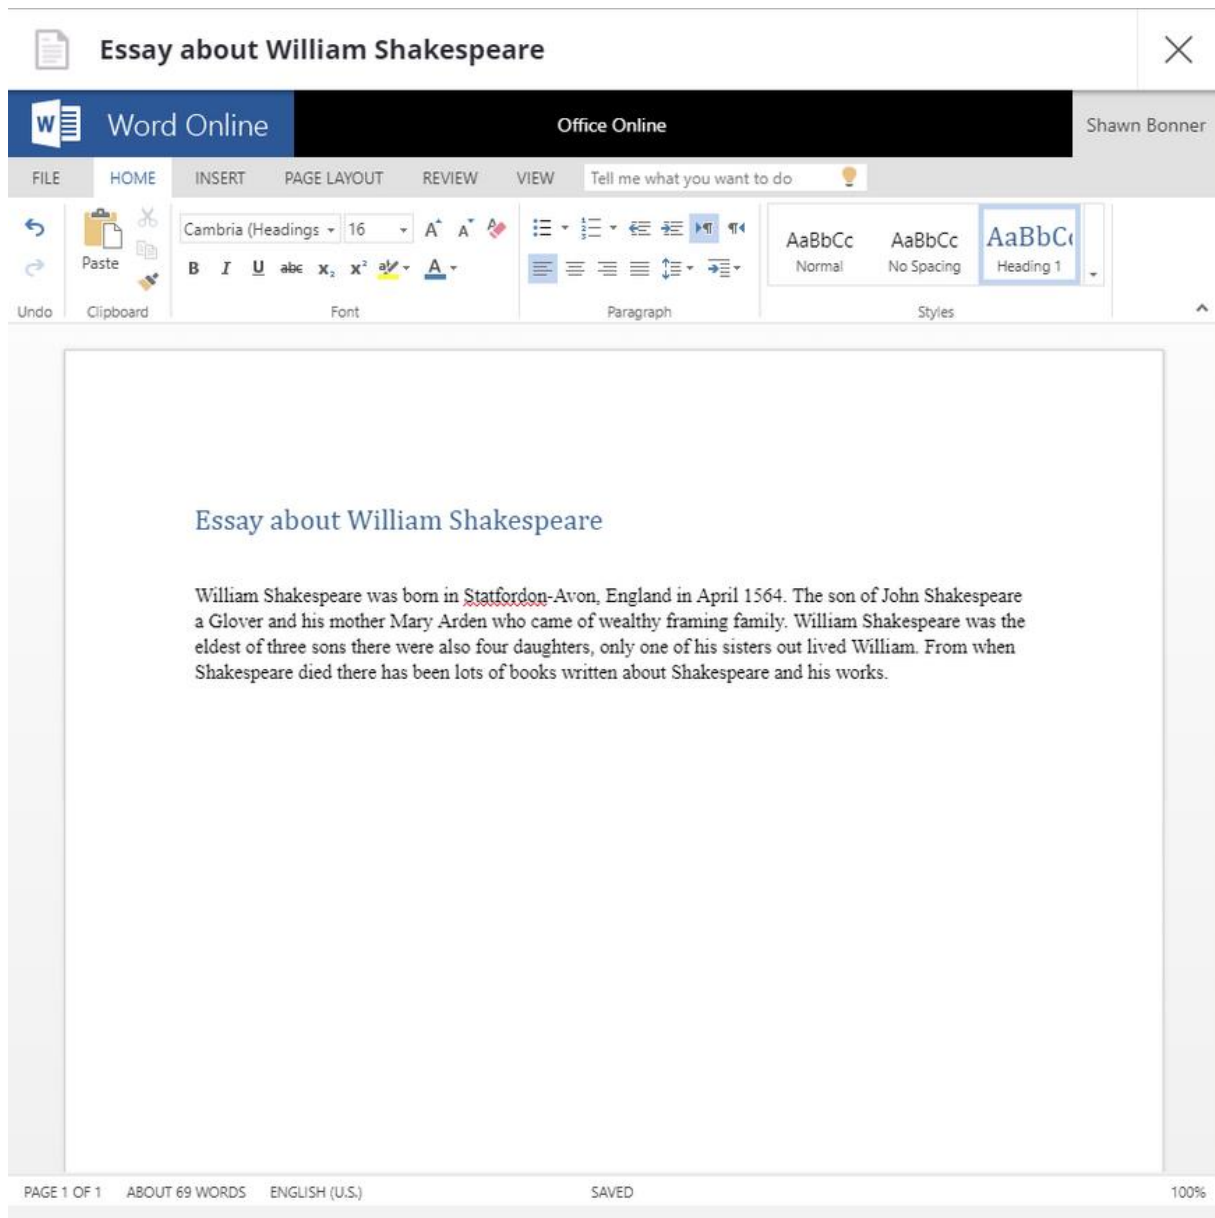 Essay about William Shakespeare
Word Online
Office Online
Shawn Bonner
FILE HOME INSERT PAGE LAYOUT REVIEW VIEW Tell me what you want to do
Cambria (Headings 16
Paste
B I U abc x₂ x² A
AaBbCc AaBbCc AaBbC
Normal No Spacing Heading 1
Undo Clipboard Font Paragraph Styles
Essay about William Shakespeare
William Shakespeare was born in Statfordon-Avon, England in April 1564. The son of John Shakespeare
a Glover and his mother Mary Arden who came of wealthy framing family. William Shakespeare was the
eldest of three sons there were also four daughters, only one of his sisters out lived William. From when
Shakespeare died there has been lots of books written about Shakespeare and his works.
PAGE 1 OF 1 ABOUT 69 WORDS ENGLISH (U.S.) SAVED 100%